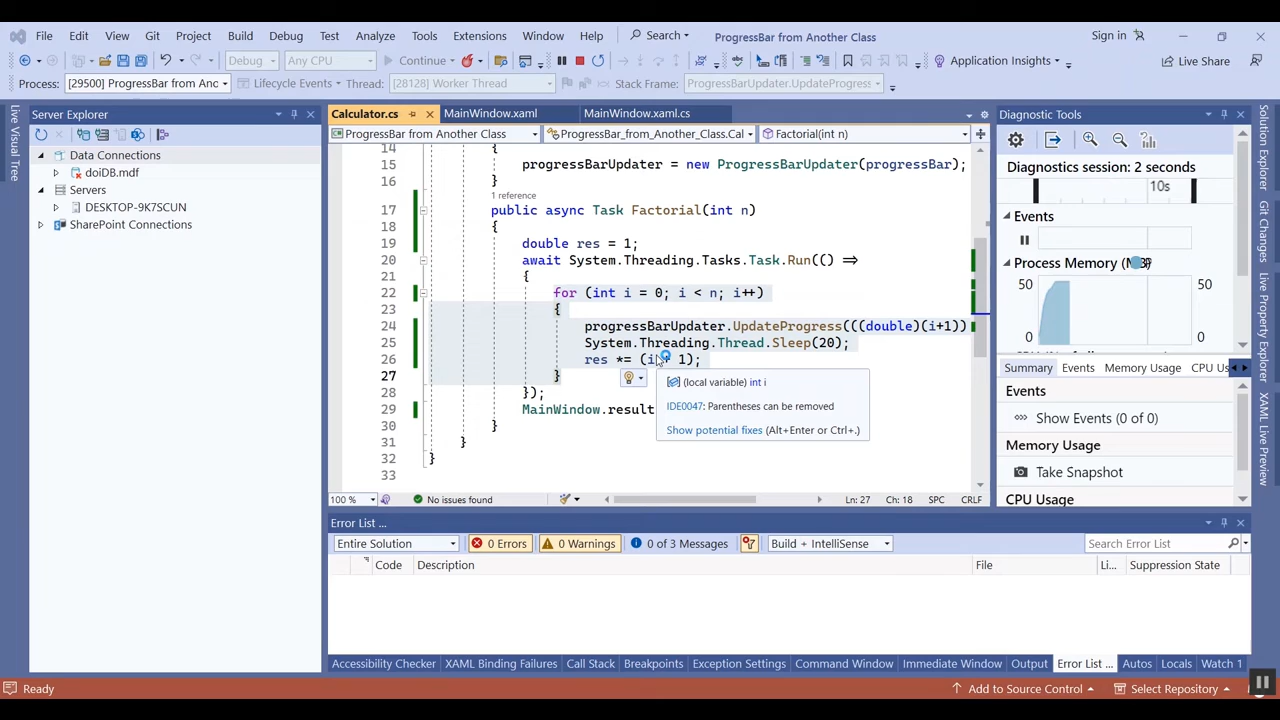 File Edit View Git Project Build Debug Test Analyze Tools Extensions Window Help Search ProgressBar from Another Class Sign in
Debug Any CPU Continue Application Insights Live Share
Process: [29500] ProgressBar from Anc Lifecycle Events Thread: [28128] Worker Thread Stack Frame: ProgressBarUpdater.UpdateProgress
Live Visual Tree
Server Explorer
Data Connections
doiDB.mdf
Servers
DESKTOP-9K7SCUN
SharePoint Connections
Calculator.cs MainWindow.xaml MainWindow.xaml.cs
ProgressBar from Another Class ProgressBar_from_Another_Class.Cal Factorial(int n)
14 {
15 progressBarUpdater = new ProgressBarUpdater(progressBar);
16 }
1 reference
17 public async Task Factorial(int n)
18 {
19 double res = 1;
20 await System.Threading.Tasks.Task.Run(() =>
21 {
22 for (int i = 0; i < n; i++)
23 {
24 progressBarUpdater.UpdateProgress(((double)(i+1))
25 System.Threading.Thread.Sleep(20);
26 res *= (i + 1);
27 }
28 });
29 MainWindow.result
30 }
31 }
32 }
33
(local variable) int i
IDE0047: Parentheses can be removed
Show potential fixes (Alt+Enter or Ctrl+.)
100 % No issues found Ln: 27 Ch: 18 SPC CRLF
Diagnostic Tools
Diagnostics session: 2 seconds
10s
Events
Process Memory (MB)
50 50
0 0
Summary Events Memory Usage CPU Us
Events
Show Events (0 of 0)
Memory Usage
Take Snapshot
CPU Usage
Solution Explorer
Git Changes
XAML Live Preview
Error List ...
Entire Solution 0 Errors 0 Warnings 0 of 3 Messages Build + IntelliSense Search Error List
Code Description File Li... Suppression State
Accessibility Checker XAML Binding Failures Call Stack Breakpoints Exception Settings Command Window Immediate Window Output Error List ... Autos Locals Watch 1
Ready Add to Source Control Select Repository